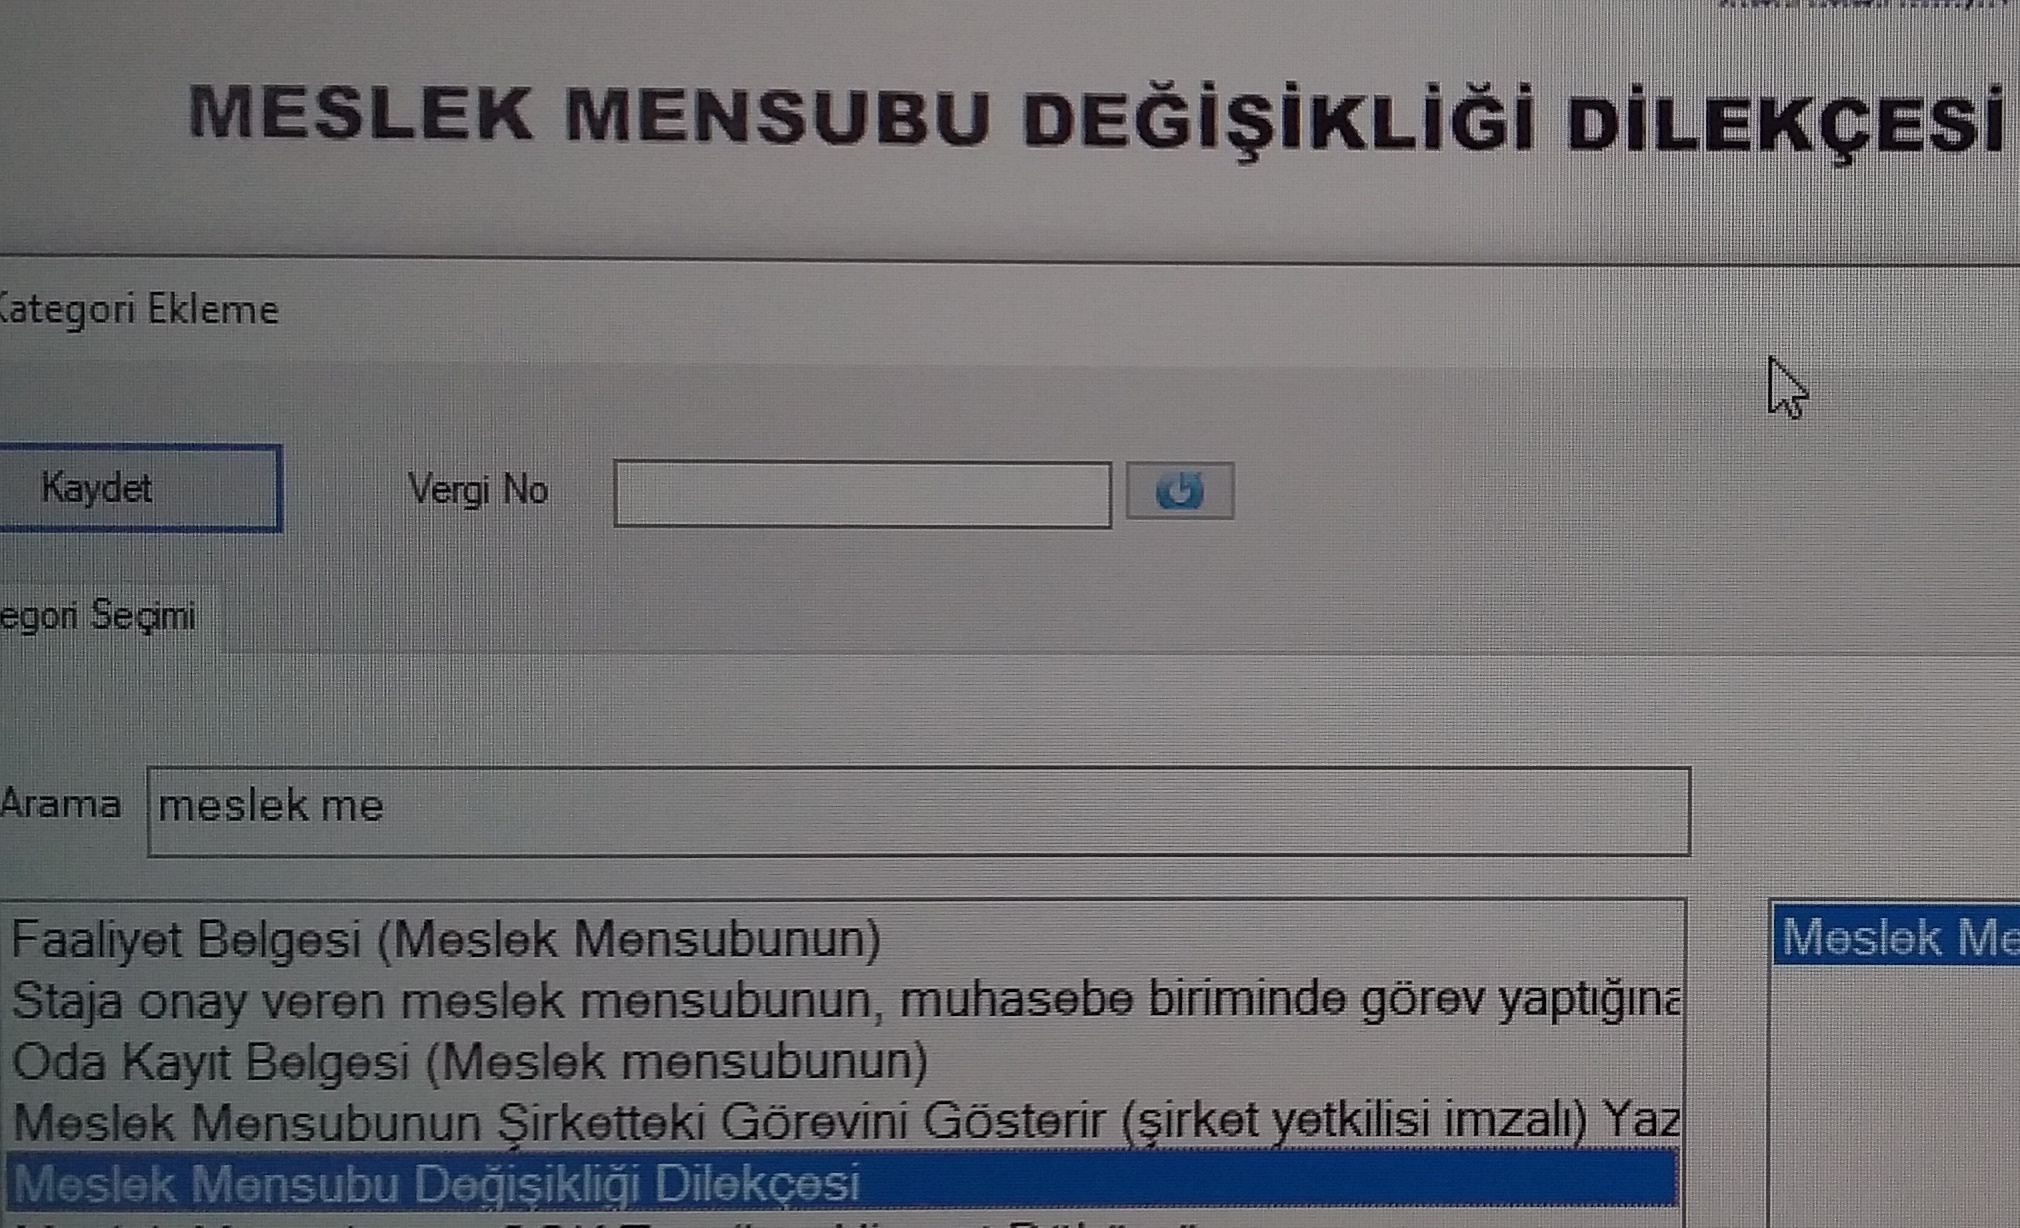 MESLEK MENSUBU DEĞİŞİKLİĞİ DİLEKÇESİ
Kategori Ekleme
Kaydet
Vergi No
egori Seçimi
Arama
meslek me
Faaliyet Belgesi (Meslek Mensubunun)
Staja onay veren meslek mensubunun, muhasebe biriminde görev yaptığına
Oda Kayıt Belgesi (Meslek mensubunun)
Meslek Mensubunun Şirketteki Görevini Gösterir (şirket yetkilisi imzalı) Yaz
Meslek Mensubu Değişikliği Dilekçesi
Meslek Me